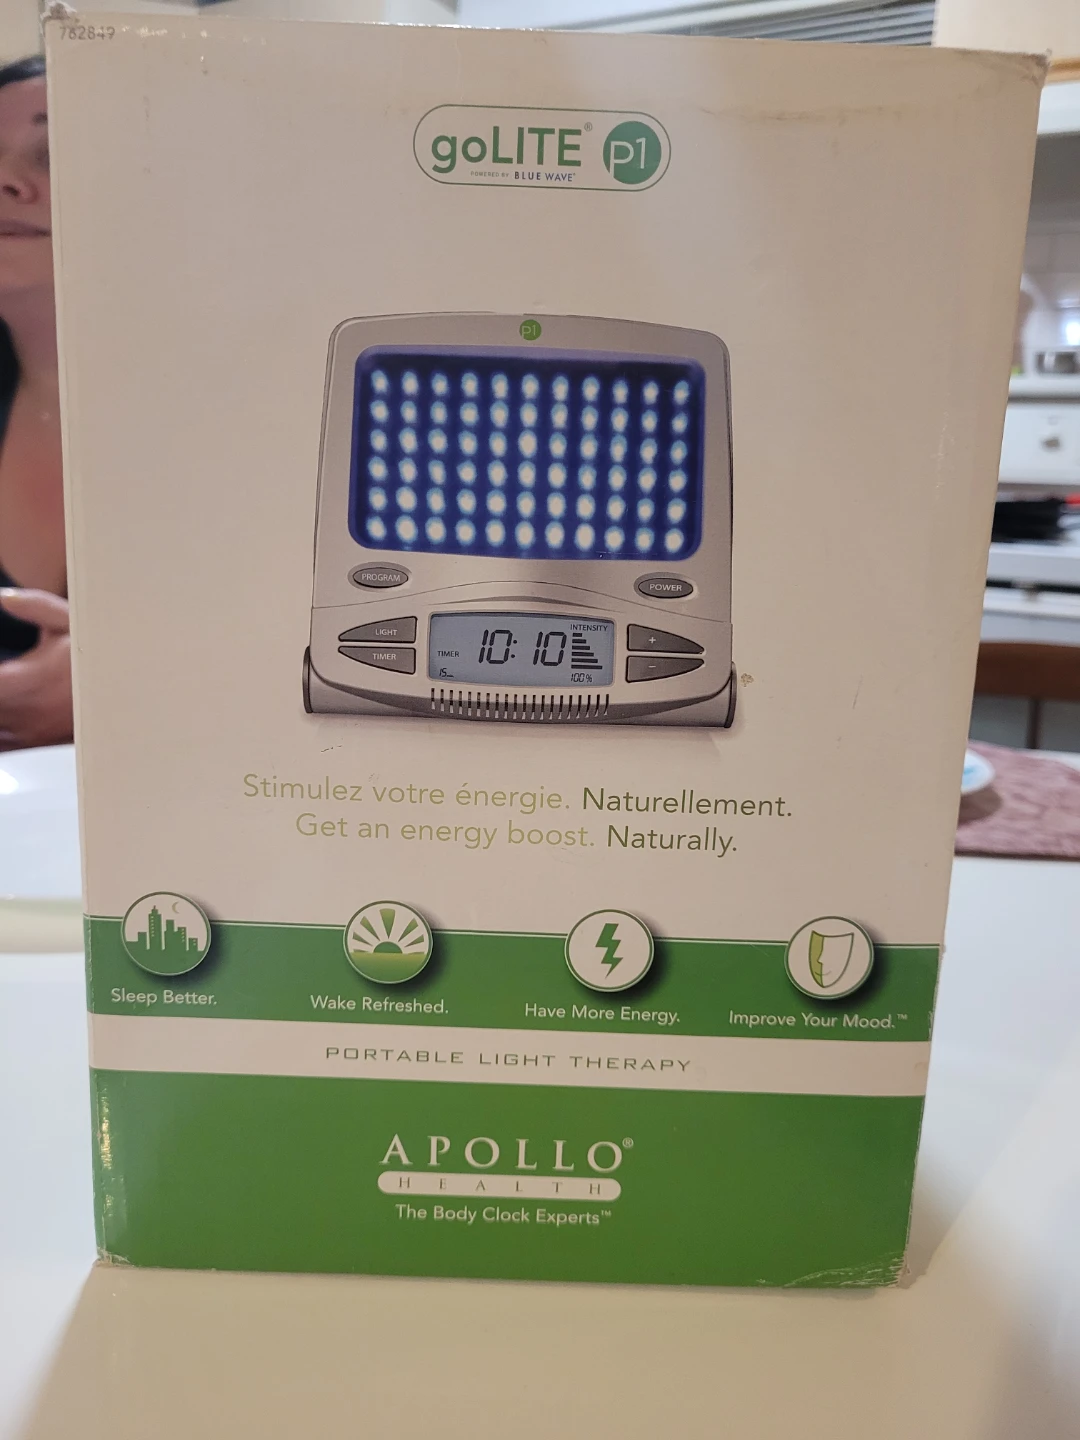 782849
goLITE® P1
POWERED BY BLUE WAVE®
P1
PROGRAM
POWER
LIGHT
TIMER
TIMER
10:10
INTENSITY
15
100%
+
−
Stimulez votre énergie. Naturellement.
Get an energy boost. Naturally.
Sleep Better.
Wake Refreshed.
Have More Energy.
Improve Your Mood.™
PORTABLE LIGHT THERAPY
APOLLO®
HEALTH
The Body Clock Experts™